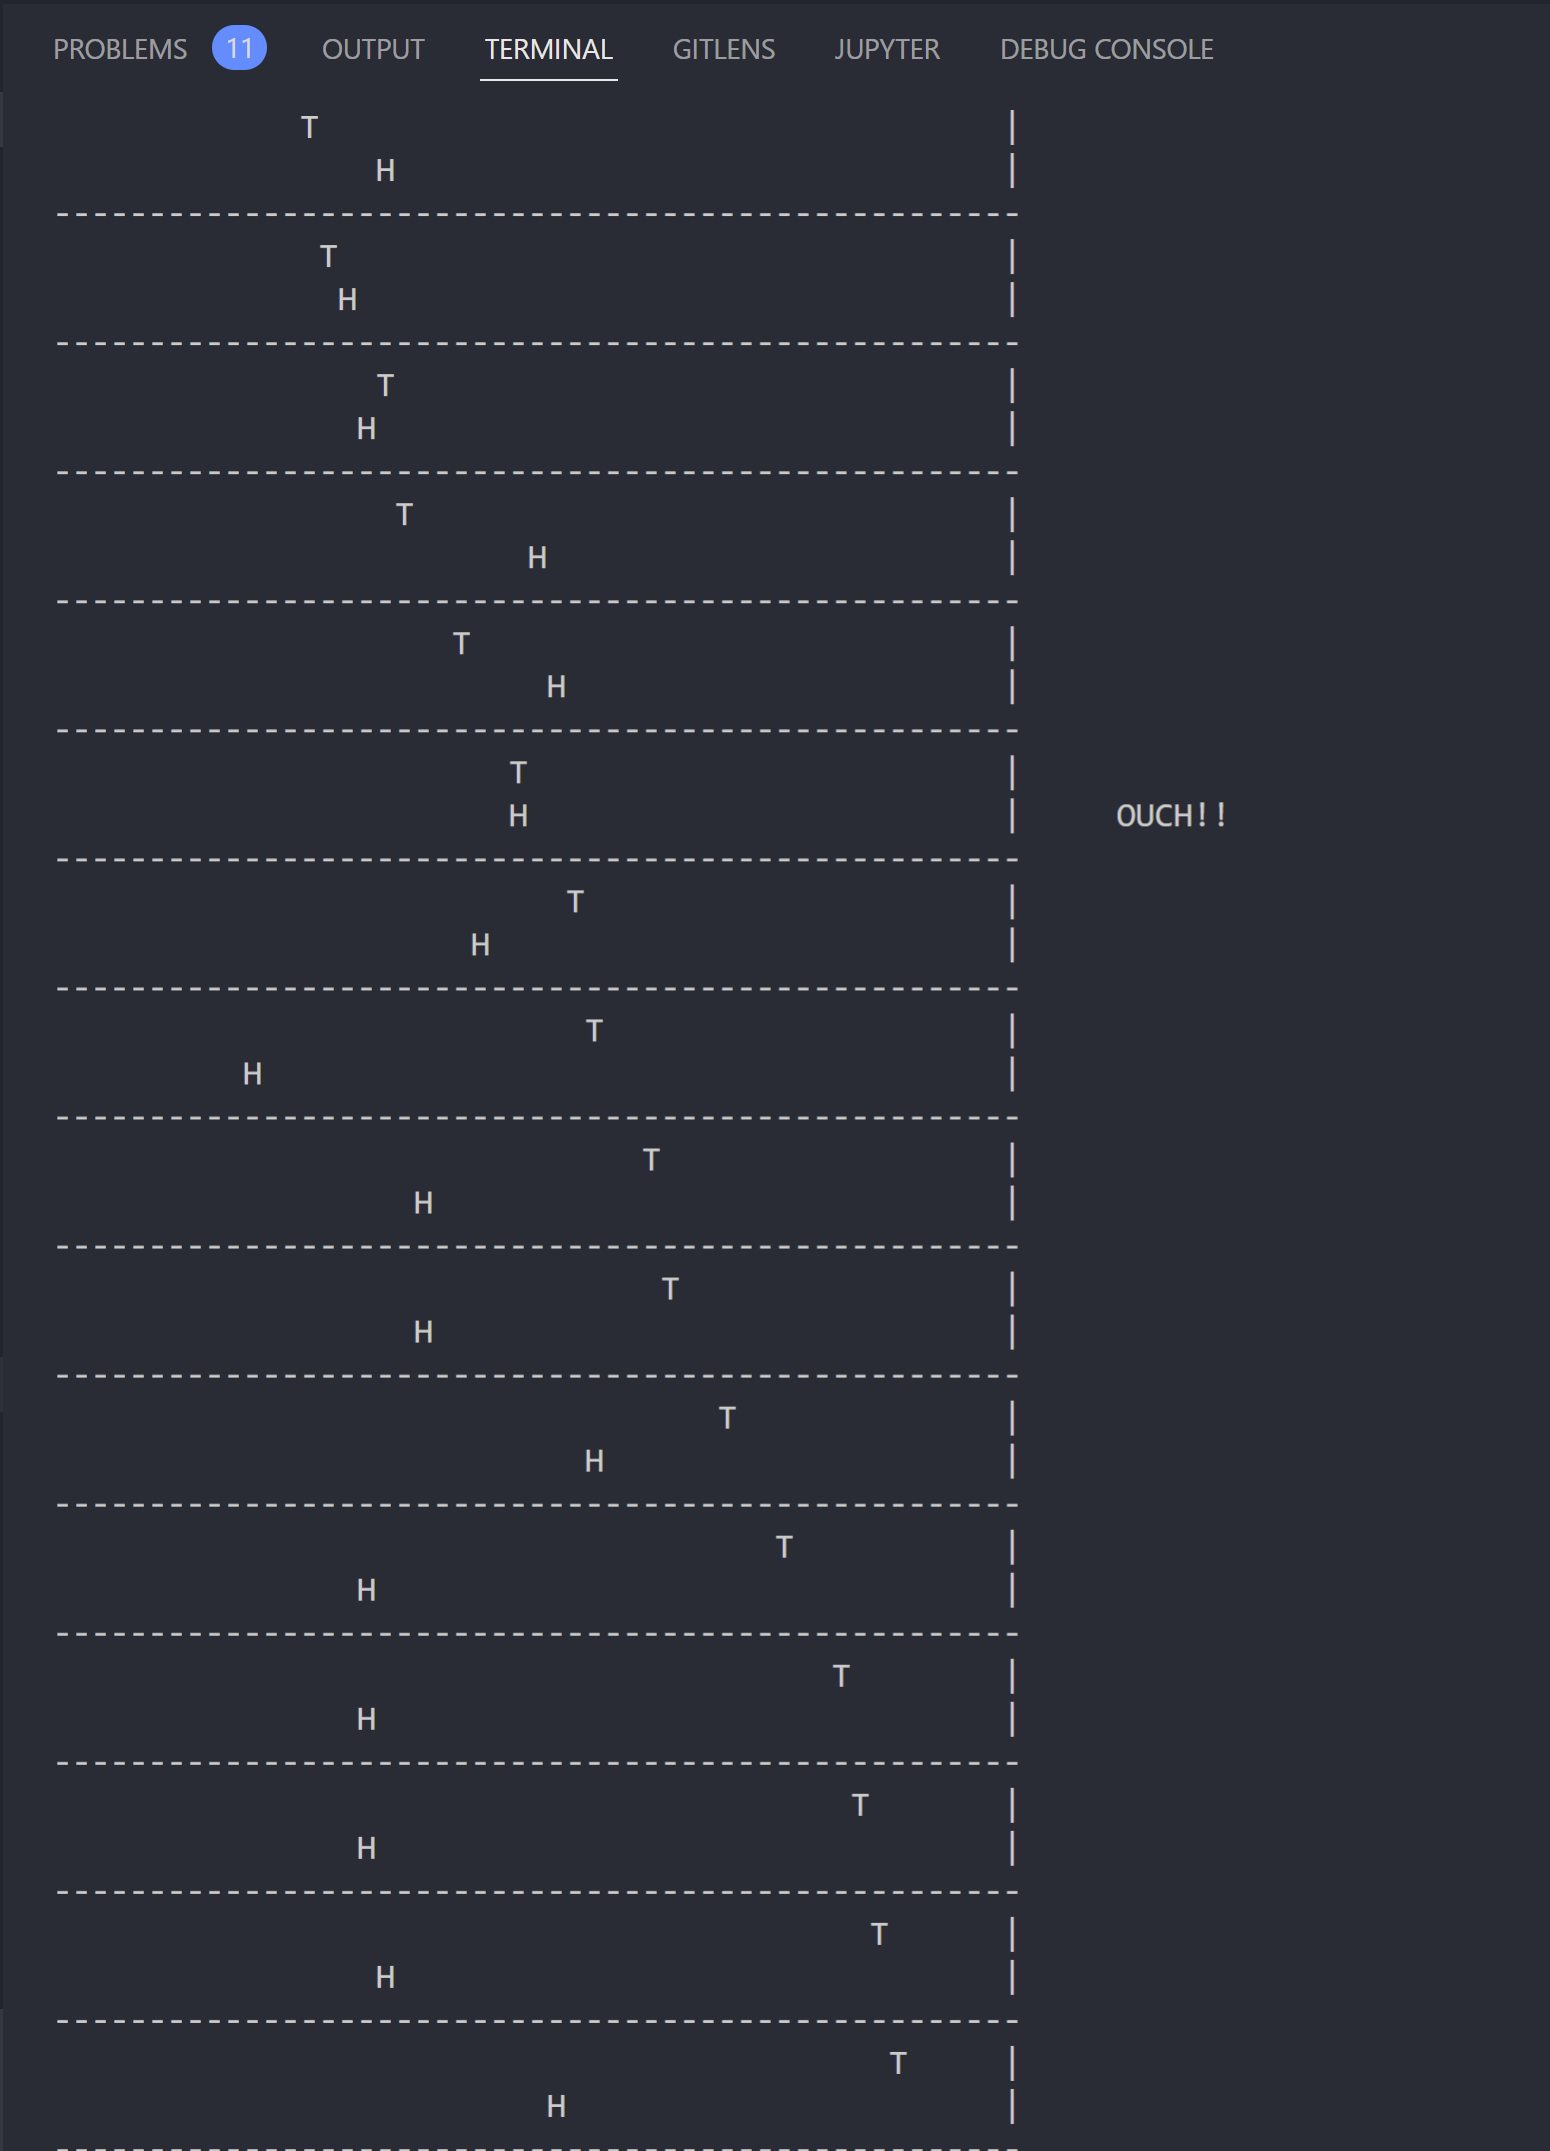 PROBLEMS 11 OUTPUT TERMINAL GITLENS JUPYTER DEBUG CONSOLE
             T                                    |
                 H                                |
---------------------------------------------------
              T                                   |
               H                                  |
---------------------------------------------------
                 T                                |
                H                                 |
---------------------------------------------------
                  T                               |
                         H                        |
---------------------------------------------------
                     T                            |
                          H                       |
---------------------------------------------------
                        T                         |
                        H                         |     OUCH!!
---------------------------------------------------
                           T                      |
                      H                           |
---------------------------------------------------
                            T                     |
          H                                       |
---------------------------------------------------
                               T                  |
                   H                              |
---------------------------------------------------
                                T                 |
                   H                              |
---------------------------------------------------
                                   T              |
                            H                     |
---------------------------------------------------
                                      T           |
                H                                 |
---------------------------------------------------
                                         T        |
                H                                 |
---------------------------------------------------
                                          T       |
                H                                 |
---------------------------------------------------
                                           T      |
                 H                                |
---------------------------------------------------
                                            T     |
                          H                       |
---------------------------------------------------